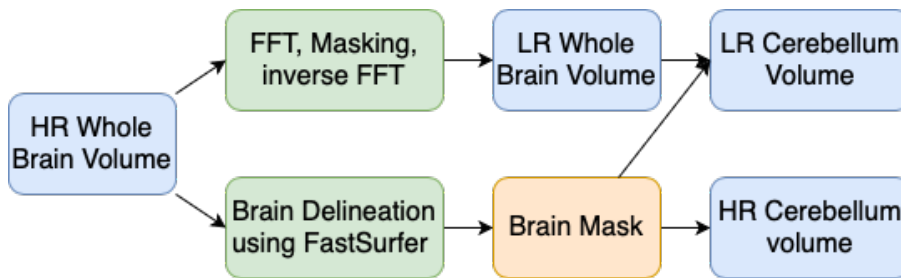 FFT, Masking,
inverse FFT
LR Whole
Brain Volume
LR Cerebellum
Volume
HR Whole
Brain Volume
Brain Delineation
using FastSurfer
Brain Mask
HR Cerebellum
volume